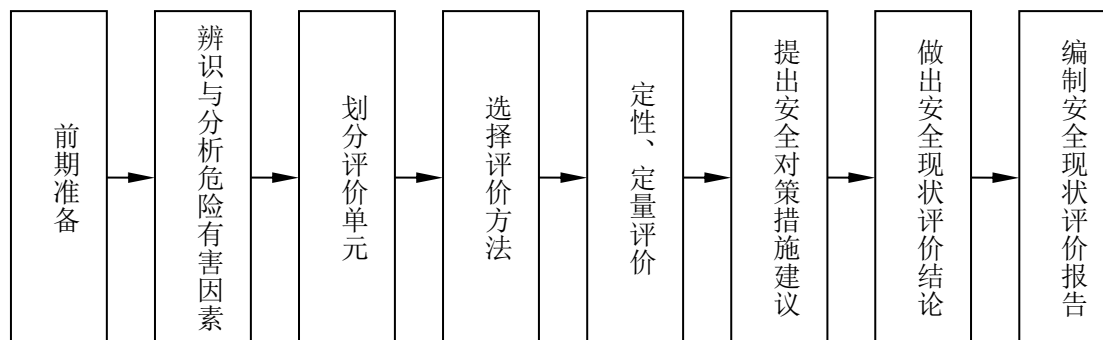 前期准备
辨识与分析危险有害因素
划分评价单元
选择评价方法
定性、定量评价
提出安全对策措施建议
做出安全现状评价结论
编制安全现状评价报告